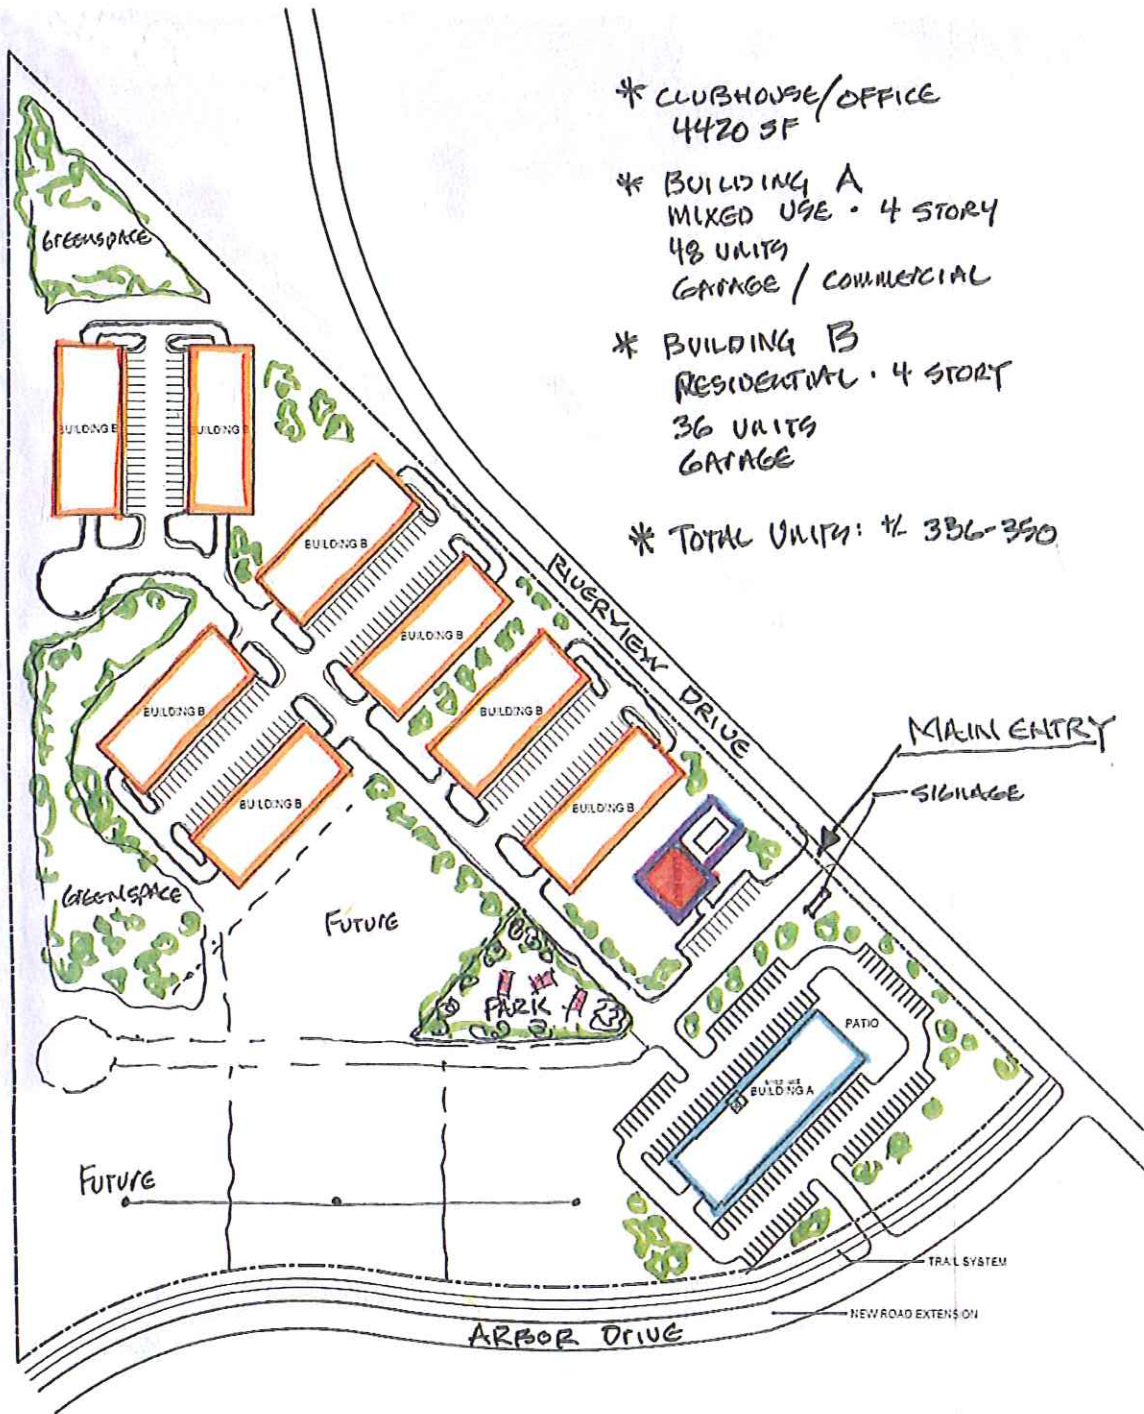 * CLUBHOUSE/OFFICE
4420 SF
* BUILDING A
MIXED USE · 4 STORY
48 UNITS
GARAGE / COMMERCIAL
* BUILDING B
RESIDENTIAL · 4 STORY
36 UNITS
GARAGE
* TOTAL UNITS: +/- 336-350
GREENSPACE
BUILDING B
BUILDING B
BUILDING B
BUILDING B
BUILDING B
BUILDING B
BUILDING B
BUILDING B
RIVERVIEW DRIVE
MAIN ENTRY
SIGNAGE
GREENSPACE
FUTURE
PARK
PATIO
BUILDING A
FUTURE
TRAIL SYSTEM
NEW ROAD EXTENSION
ARBOR DRIVE